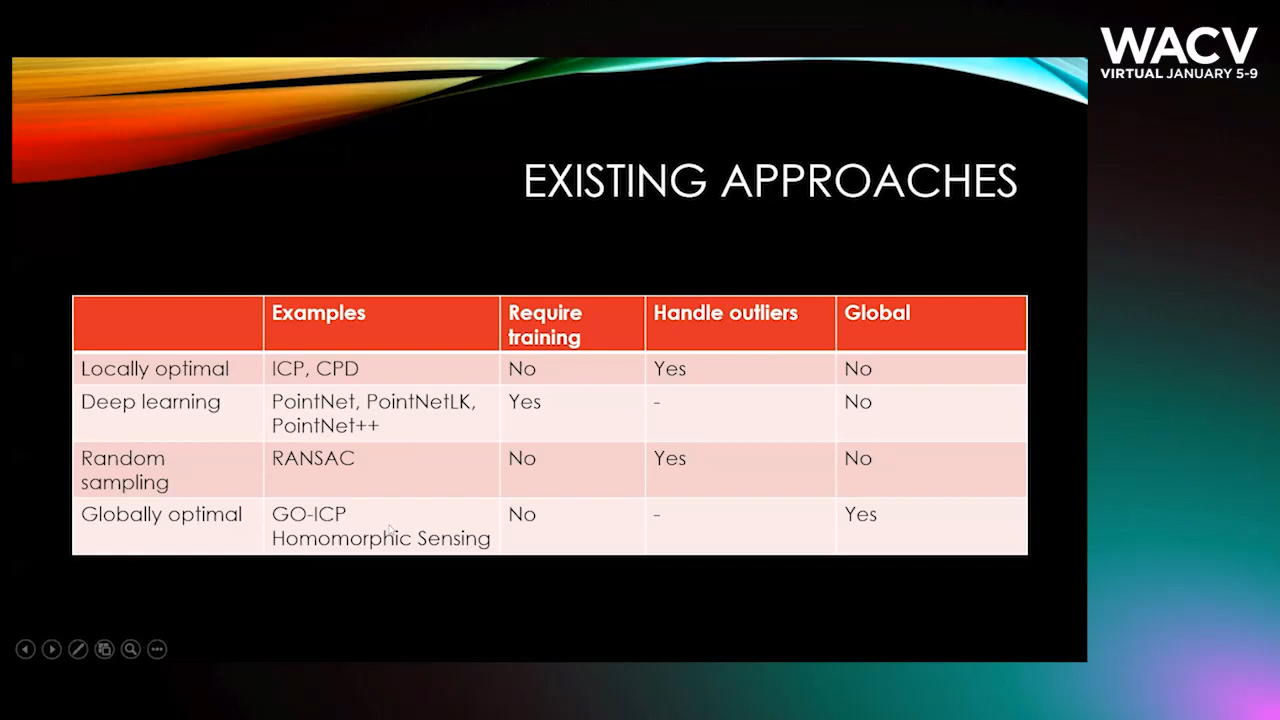 WACV
VIRTUAL JANUARY 5-9
EXISTING APPROACHES
Examples
Require
training
Handle outliers
Global
Locally optimal
ICP, CPD
No
Yes
No
Deep learning
PointNet, PointNetLK,
PointNet++
Yes
-
No
Random
sampling
RANSAC
No
Yes
No
Globally optimal
GO-ICP
Homomorphic Sensing
No
-
Yes